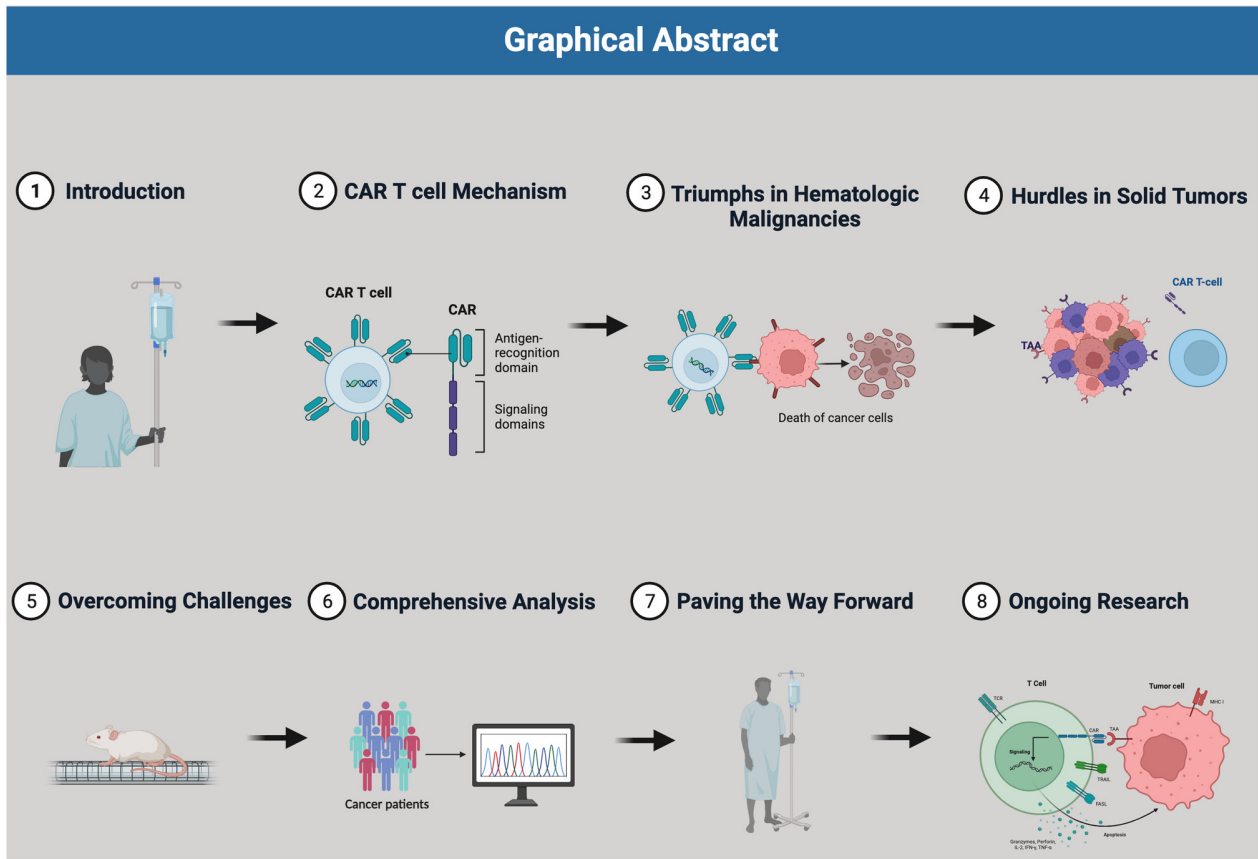 Graphical Abstract
1 Introduction
2 CAR T cell Mechanism
3 Triumphs in Hematologic
Malignancies
4 Hurdles in Solid Tumors
CAR T cell
CAR
Antigen-
recognition
domain
Signaling
domains
Death of cancer cells
CAR T-cell
TAA
5 Overcoming Challenges
6 Comprehensive Analysis
7 Paving the Way Forward
8 Ongoing Research
Cancer patients
T Cell
Tumor cell
TCR
MHC I
CAR
TAA
Signaling
TRAIL
FASL
Apoptosis
Granzymes, Perforin,
IL-2, IFN-γ, TNF-α